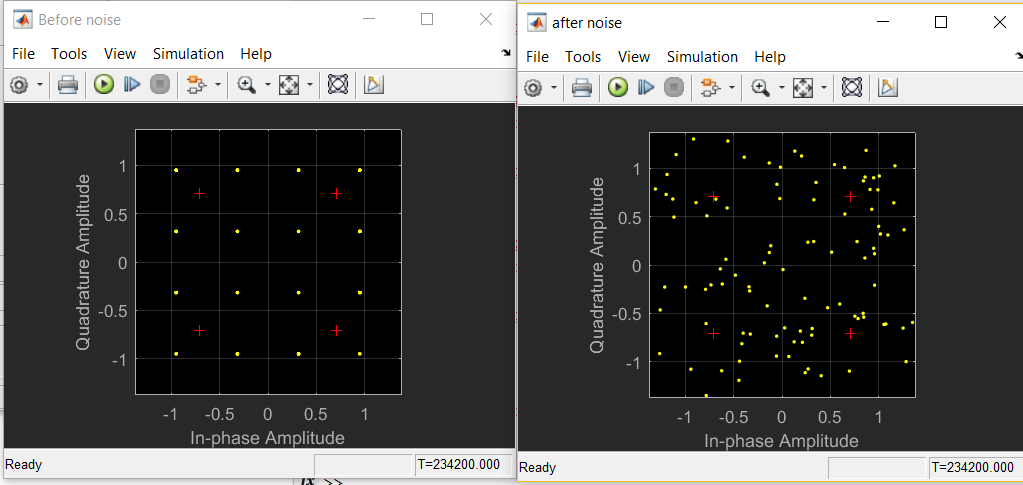 Before noise
File Tools View Simulation Help
1
0.5
0
-0.5
-1
Quadrature Amplitude
-1 -0.5 0 0.5 1
In-phase Amplitude
Ready T=234200.000
after noise
File Tools View Simulation Help
1
0.5
0
-0.5
-1
Quadrature Amplitude
-1 -0.5 0 0.5 1
In-phase Amplitude
Ready T=234200.000
>>